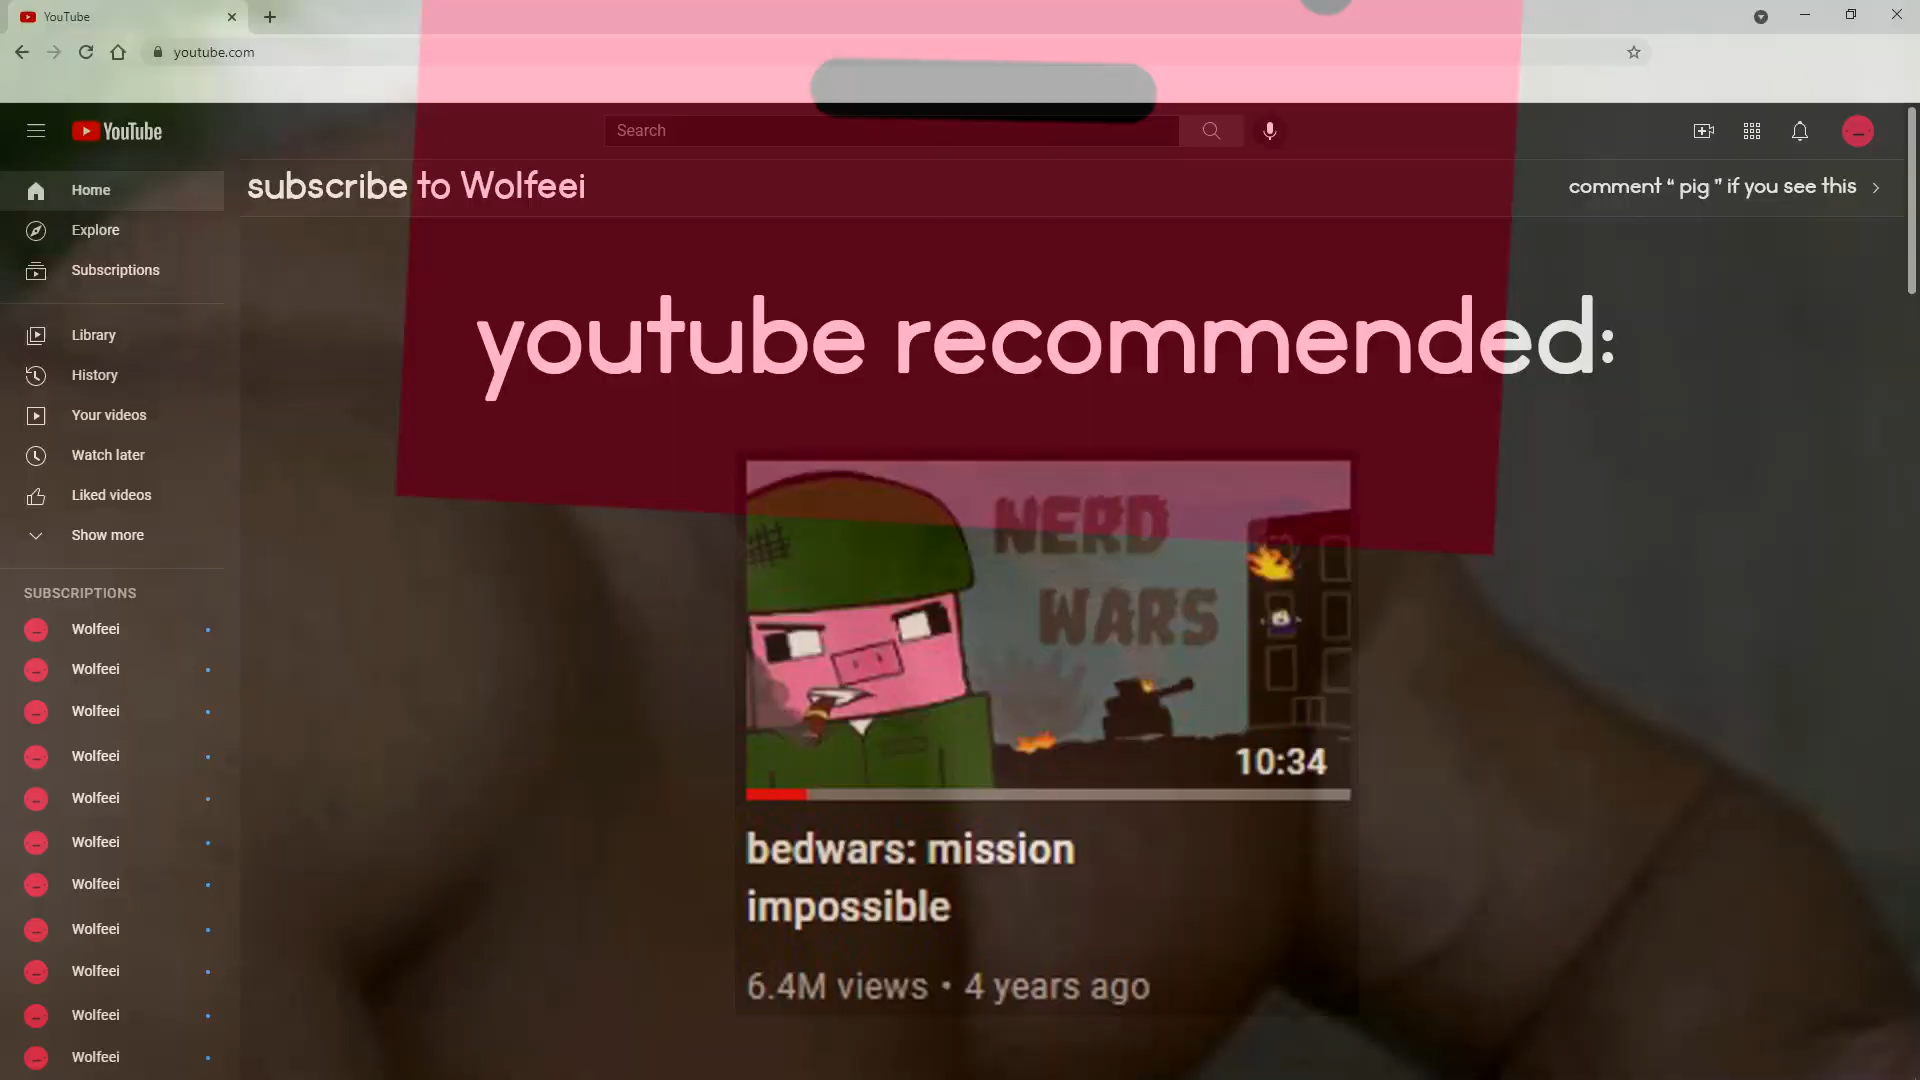 YouTube
youtube.com
YouTube
Search
Home
subscribe to Wolfeei
comment “ pig ” if you see this
Explore
Subscriptions
youtube recommended:
Library
History
Your videos
Watch later
Liked videos
Show more
NERD
WARS
10:34
SUBSCRIPTIONS
Wolfeei
Wolfeei
Wolfeei
Wolfeei
Wolfeei
Wolfeei
Wolfeei
Wolfeei
Wolfeei
Wolfeei
Wolfeei
bedwars: mission
impossible
6.4M views • 4 years ago